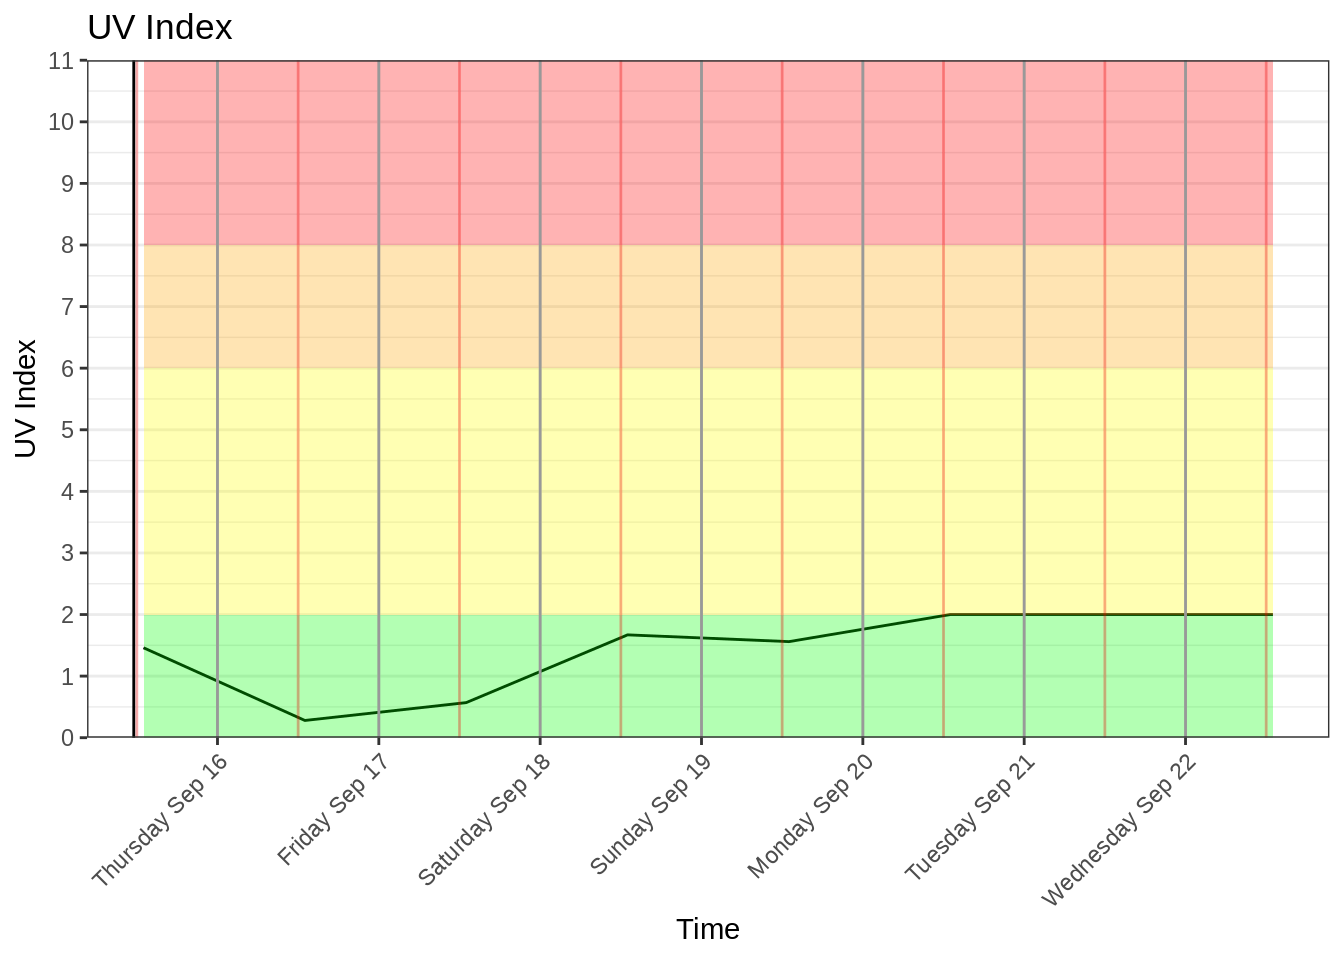 UV Index
11
10
9
8
7
6
5
4
3
2
1
0
UV Index
Thursday Sep 16
Friday Sep 17
Saturday Sep 18
Sunday Sep 19
Monday Sep 20
Tuesday Sep 21
Wednesday Sep 22
Time